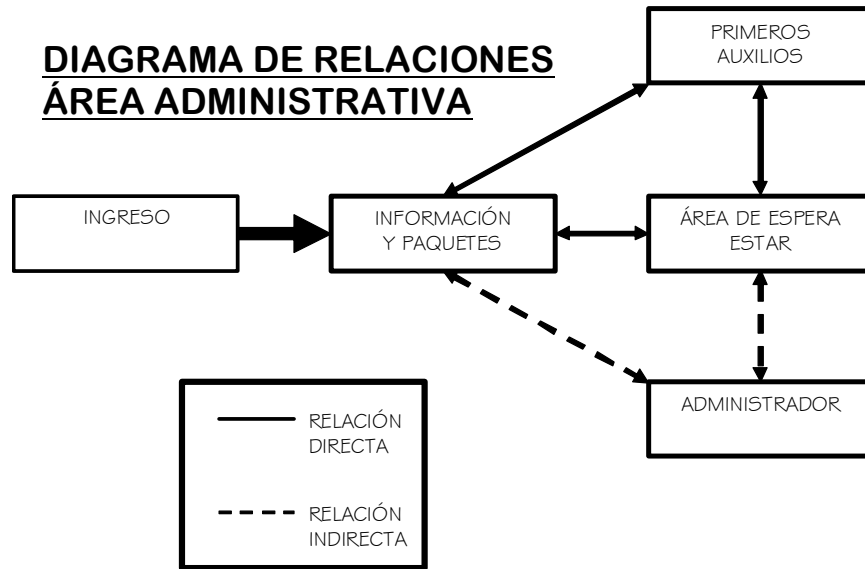 DIAGRAMA DE RELACIONES
ÁREA ADMINISTRATIVA
PRIMEROS
AUXILIOS
INGRESO
INFORMACIÓN
Y PAQUETES
ÁREA DE ESPERA
ESTAR
ADMINISTRADOR
RELACIÓN
DIRECTA
RELACIÓN
INDIRECTA